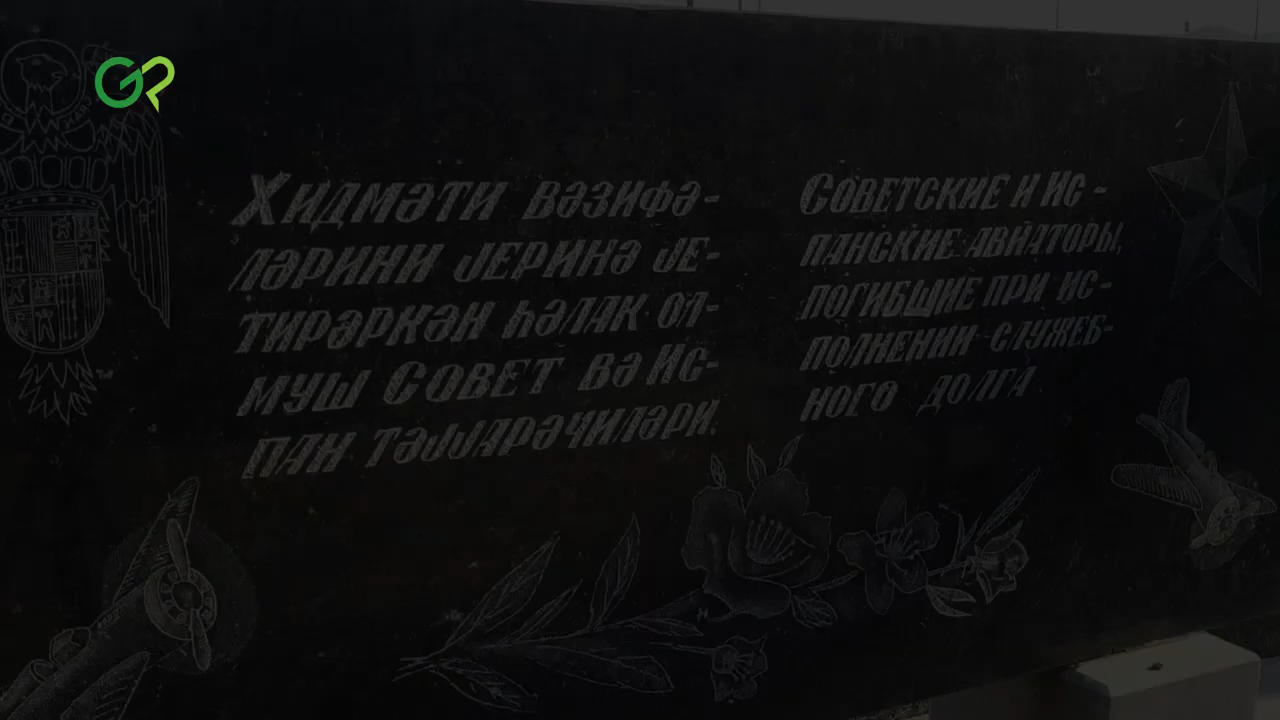 GP
Хидмәти вәзифә-
ләрини јеринә је-
тирәркән һәлак ол-
муш Совет вә Ис-
пан тәјјарәчиләри.
Советские и Ис-
панские авиаторы,
погибшие при ис-
полнении служеб-
ного долга